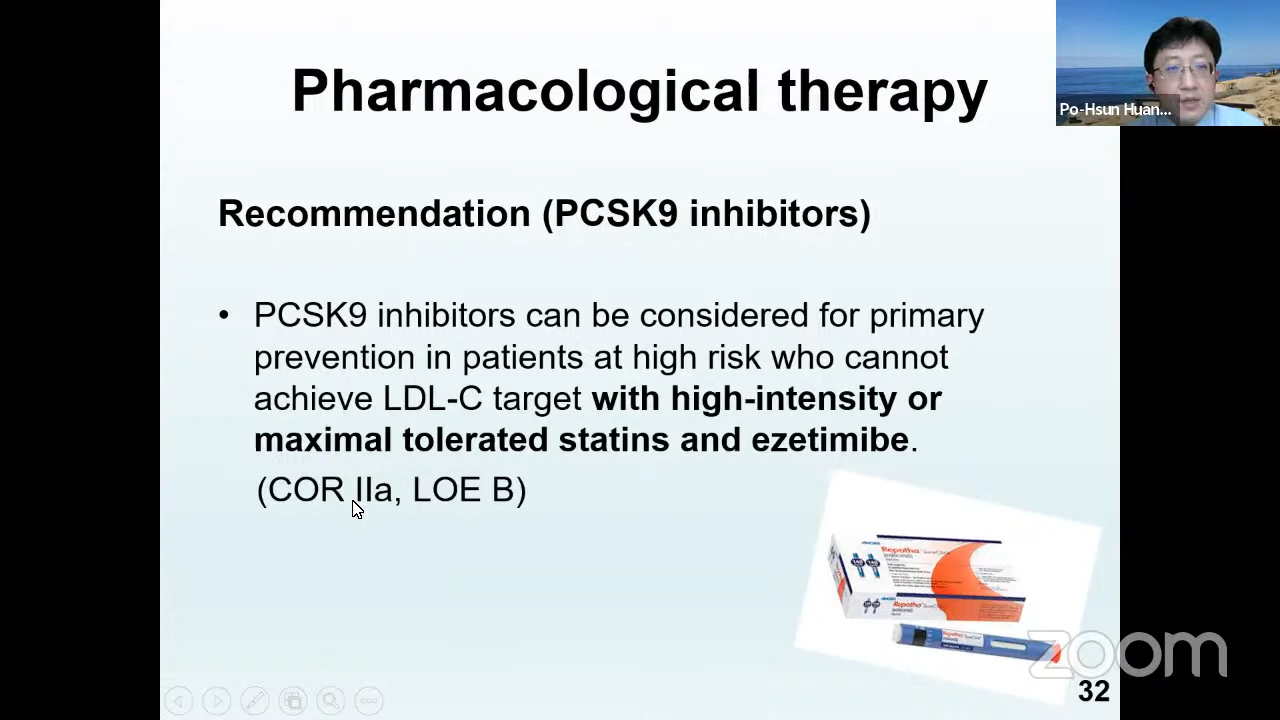 Pharmacological therapy
Po-Hsun Huan...
Recommendation (PCSK9 inhibitors)
• PCSK9 inhibitors can be considered for primary
prevention in patients at high risk who cannot
achieve LDL-C target with high-intensity or
maximal tolerated statins and ezetimibe.
(COR IIa, LOE B)
Repatha
Repatha
zoom
32